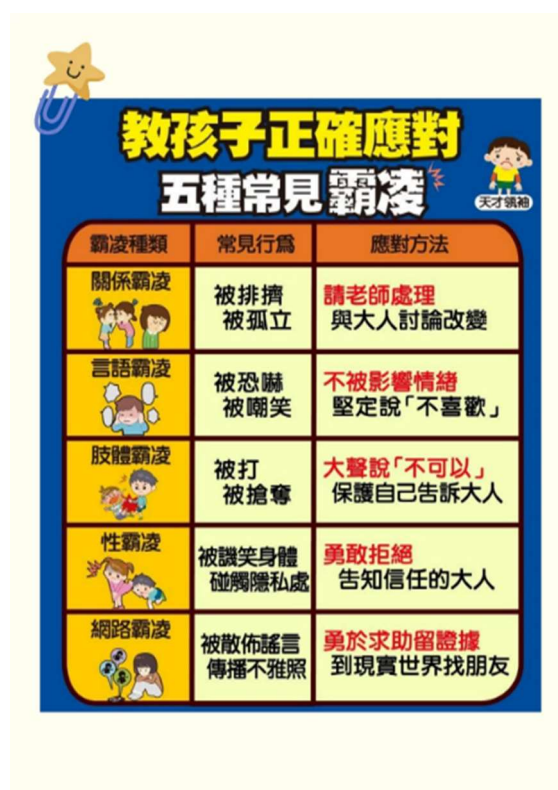 教孩子正確應對
五種常見霸凌
天才領袖
霸凌種類 常見行為 應對方法
關係霸凌
被排擠
被孤立
請老師處理
與大人討論改變
言語霸凌
被恐嚇
被嘲笑
不被影響情緒
堅定說「不喜歡」
肢體霸凌
被打
被搶奪
大聲說「不可以」
保護自己告訴大人
性霸凌
被譏笑身體
碰觸隱私處
勇敢拒絕
告知信任的大人
網路霸凌
被散佈謠言
傳播不雅照
勇於求助留證據
到現實世界找朋友